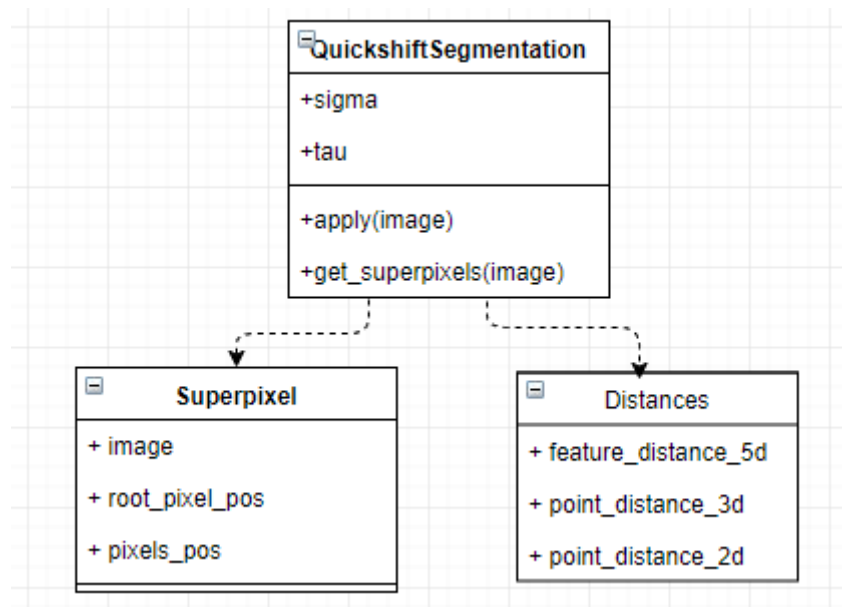 QuickshiftSegmentation
+sigma
+tau
+apply(image)
+get_superpixels(image)
Superpixel
+ image
+ root_pixel_pos
+ pixels_pos
Distances
+ feature_distance_5d
+ point_distance_3d
+ point_distance_2d